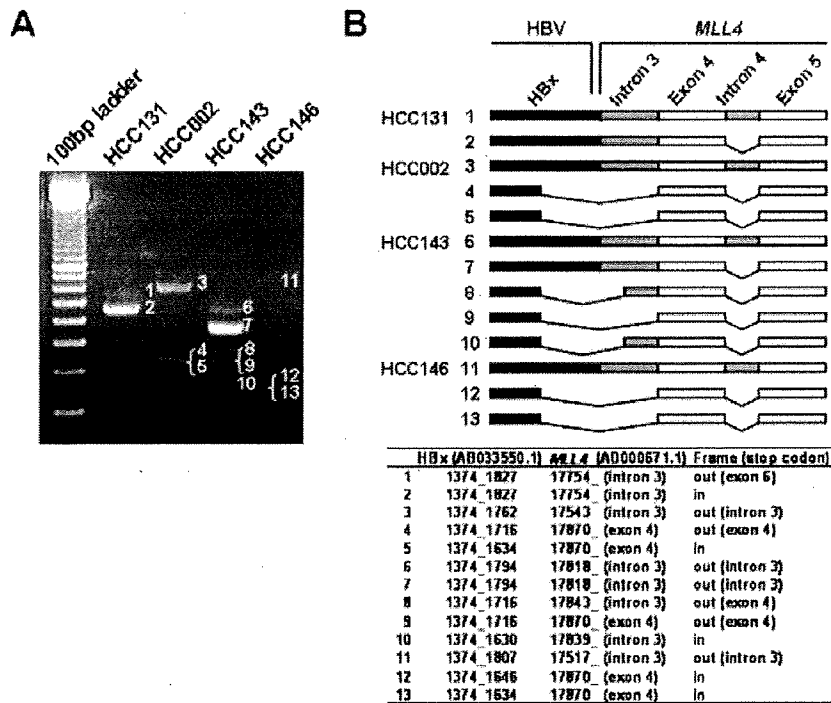 A
100bp ladder
HCC131
HCC002
HCC143
HCC146
1
2
3
4
5
6
7
8
9
10
11
12
13
B
HBV
MLL4
HBx
Intron 3
Exon 4
Intron 4
Exon 5
HCC131 1
2
HCC002 3
4
5
HCC143 6
7
8
9
10
HCC146 11
12
13
HBx (AB033550.1) MLL4 (AD000671.1) Frame (stop codon)
1 1374_1827 17754_ (intron 3) out (exon 6)
2 1374_1827 17754_ (intron 3) in
3 1374_1762 17543_ (intron 3) out (intron 3)
4 1374_1716 17870_ (exon 4) out (exon 4)
5 1374_1634 17870_ (exon 4) in
6 1374_1794 17818_ (intron 3) out (intron 3)
7 1374_1794 17818_ (intron 3) out (intron 3)
8 1374_1716 17843_ (intron 3) out (exon 4)
9 1374_1716 17870_ (exon 4) out (exon 4)
10 1374_1630 17839_ (intron 3) in
11 1374_1807 17517_ (intron 3) out (intron 3)
12 1374_1646 17870_ (exon 4) in
13 1374_1634 17870_ (exon 4) in